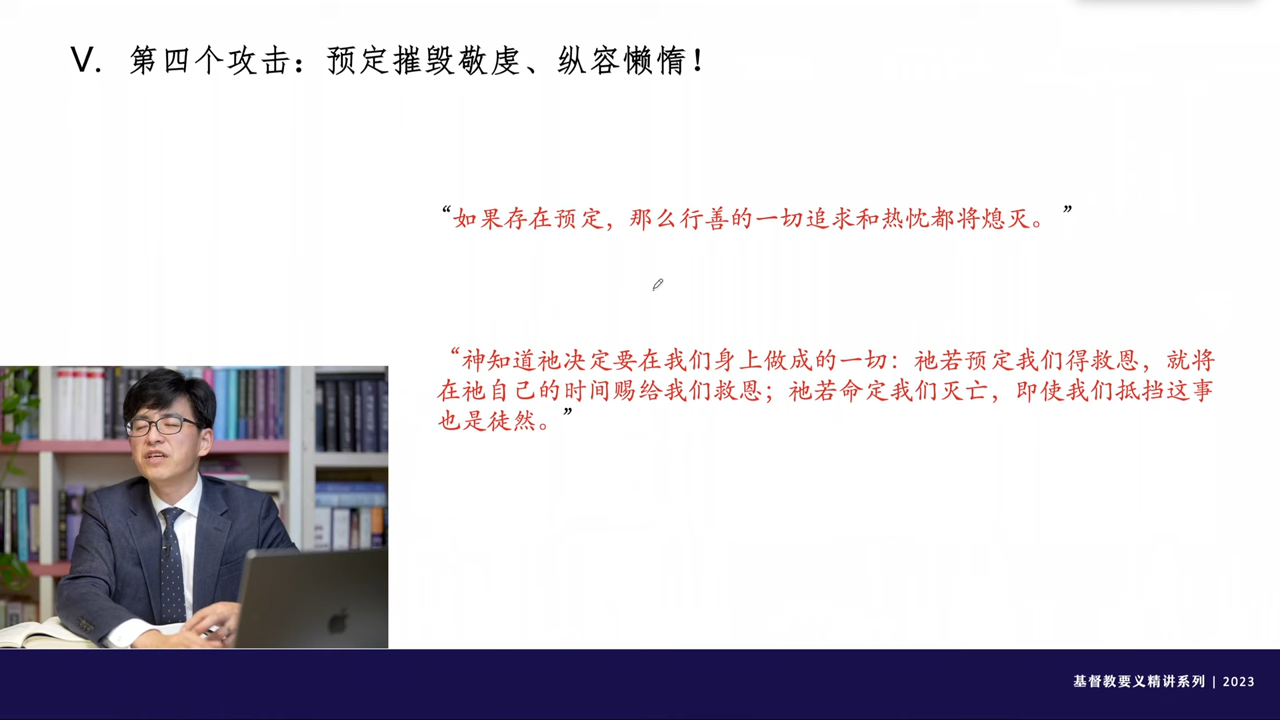 V. 第四个攻击：预定摧毁敬虔、纵容懒惰！
“如果存在预定，那么行善的一切追求和热忱都将熄灭。”
“神知道祂决定要在我们身上做成的一切：祂若预定我们得救恩，就将
在祂自己的时间赐给我们救恩；祂若命定我们灭亡，即使我们抵挡这事
也是徒然。”
基督教要义精讲系列 | 2023